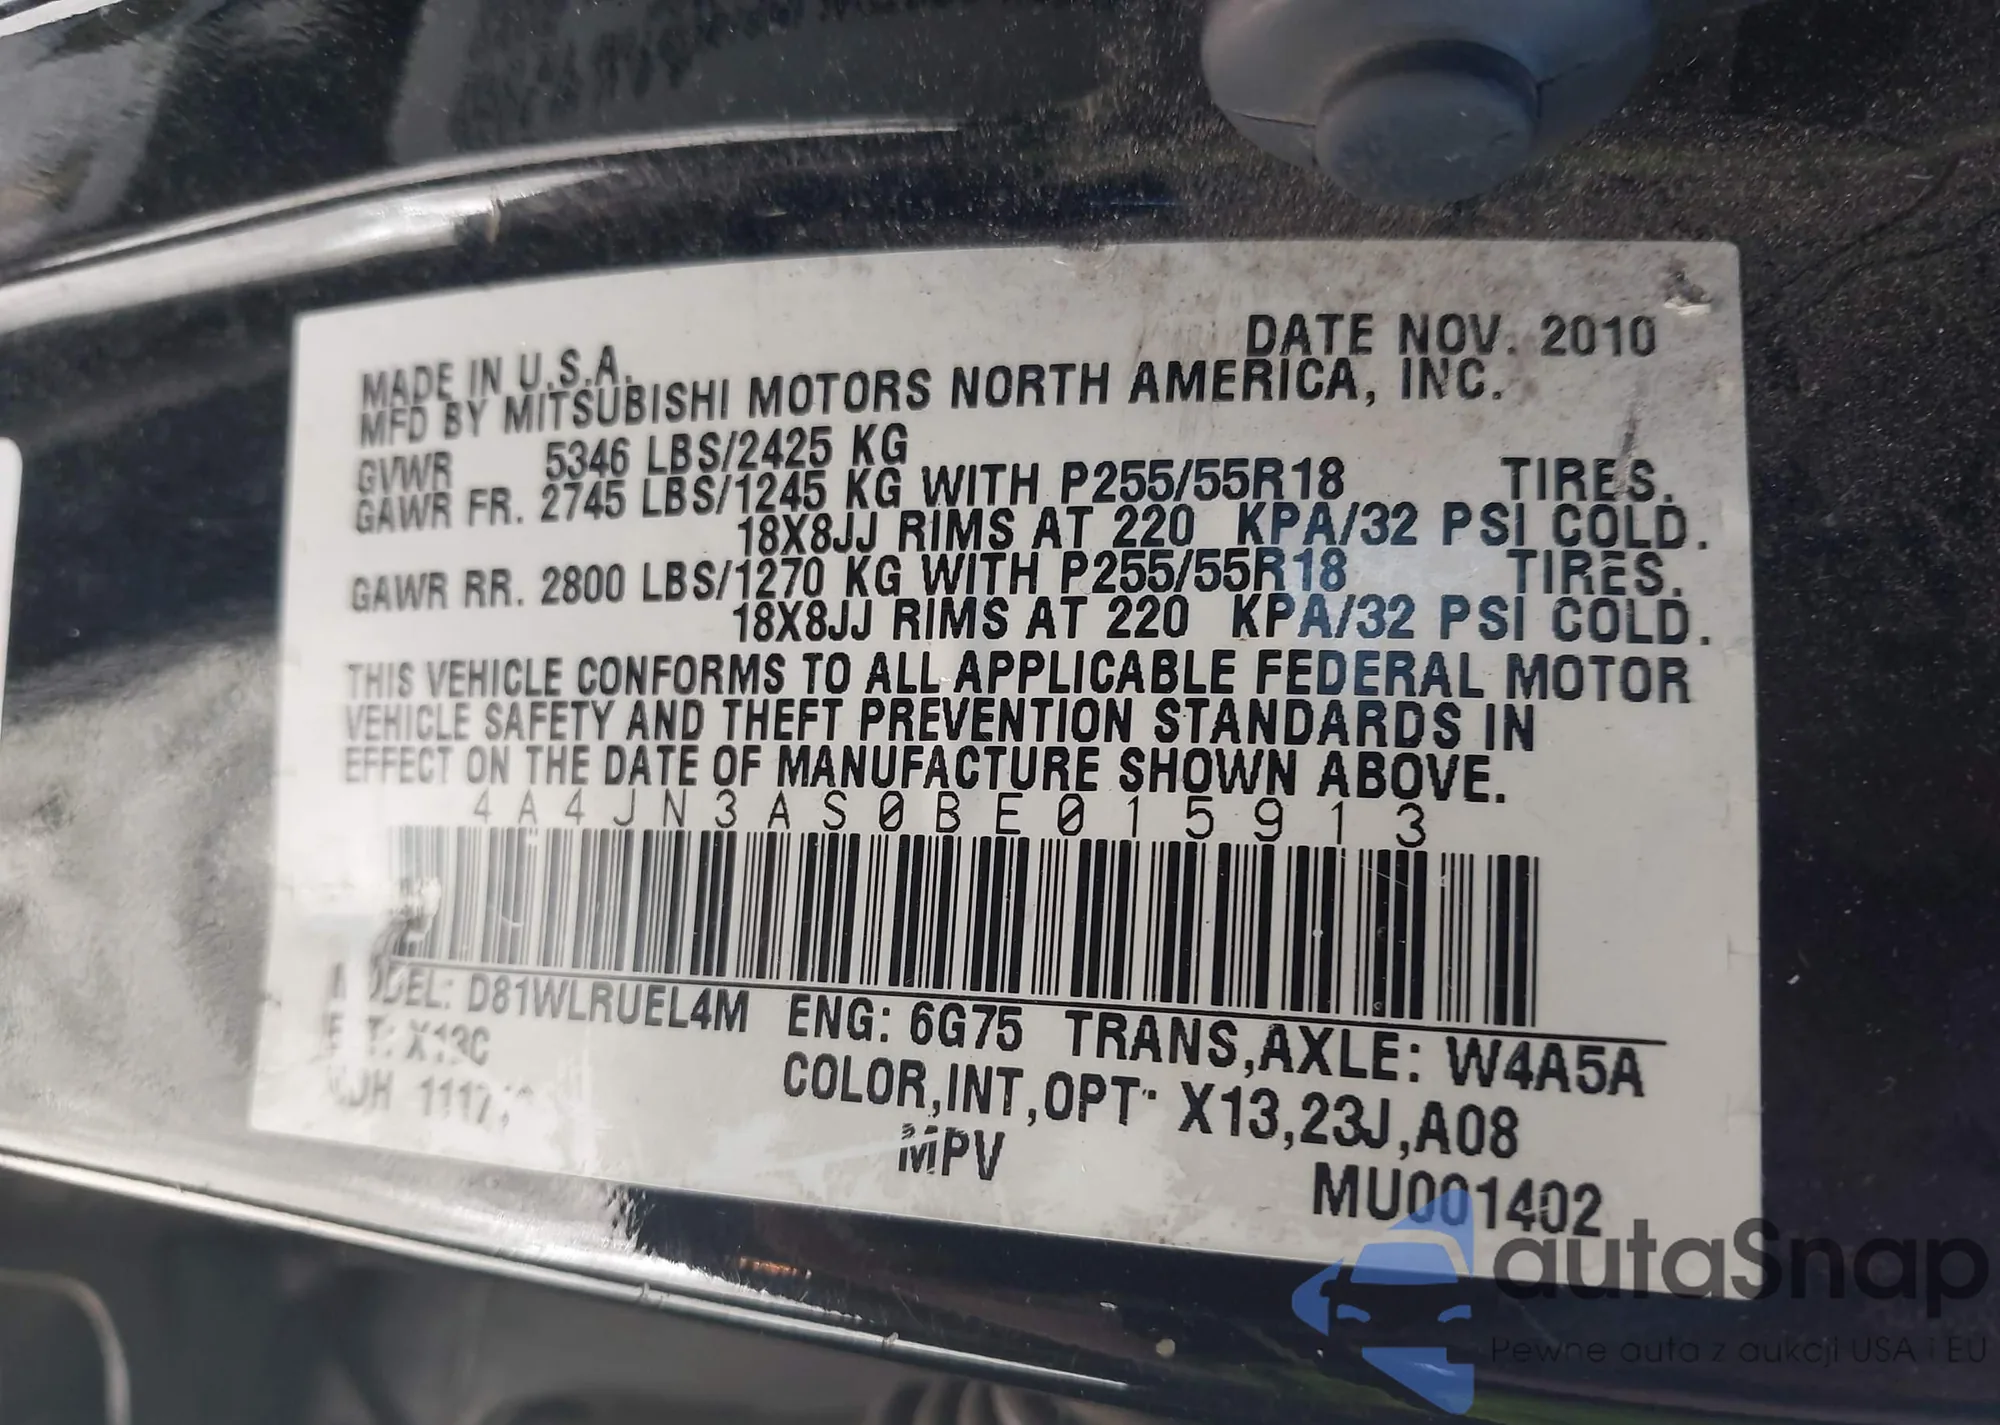 DATE NOV. 2010
MADE IN U.S.A.
MFD BY MITSUBISHI MOTORS NORTH AMERICA, INC.
GVWR 5346 LBS/2425 KG
GAWR FR. 2745 LBS/1245 KG WITH P255/55R18 TIRES.
18X8JJ RIMS AT 220 KPA/32 PSI COLD.
GAWR RR. 2800 LBS/1270 KG WITH P255/55R18 TIRES.
18X8JJ RIMS AT 220 KPA/32 PSI COLD.
THIS VEHICLE CONFORMS TO ALL APPLICABLE FEDERAL MOTOR
VEHICLE SAFETY AND THEFT PREVENTION STANDARDS IN
EFFECT ON THE DATE OF MANUFACTURE SHOWN ABOVE.
4A4JN3AS0BE015913
MODEL: D81WLRUEL4M ENG: 6G75 TRANS,AXLE: W4A5A
COLOR,INT,OPT: X13,23J,A08
MPV
MU001402
autaSnap
Pewne auta z aukcji USA i EU